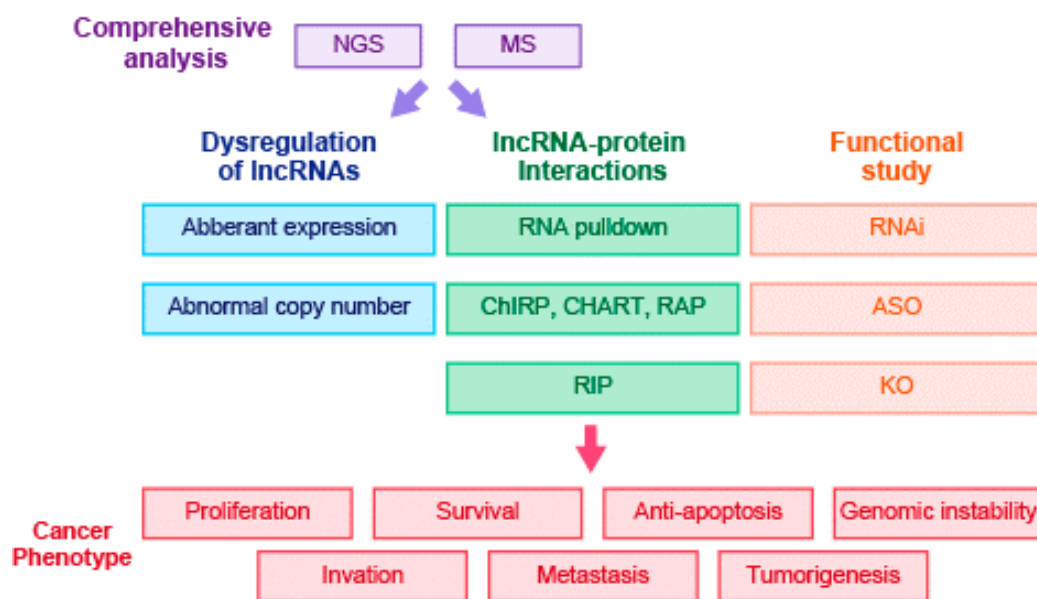 Comprehensive
analysis
NGS
MS
Dysregulation
of lncRNAs
lncRNA-protein
Interactions
Functional
study
Abberant expression
RNA pulldown
RNAi
Abnormal copy number
ChIRP, CHART, RAP
ASO
RIP
KO
Cancer
Phenotype
Proliferation
Survival
Anti-apoptosis
Genomic instability
Invation
Metastasis
Tumorigenesis